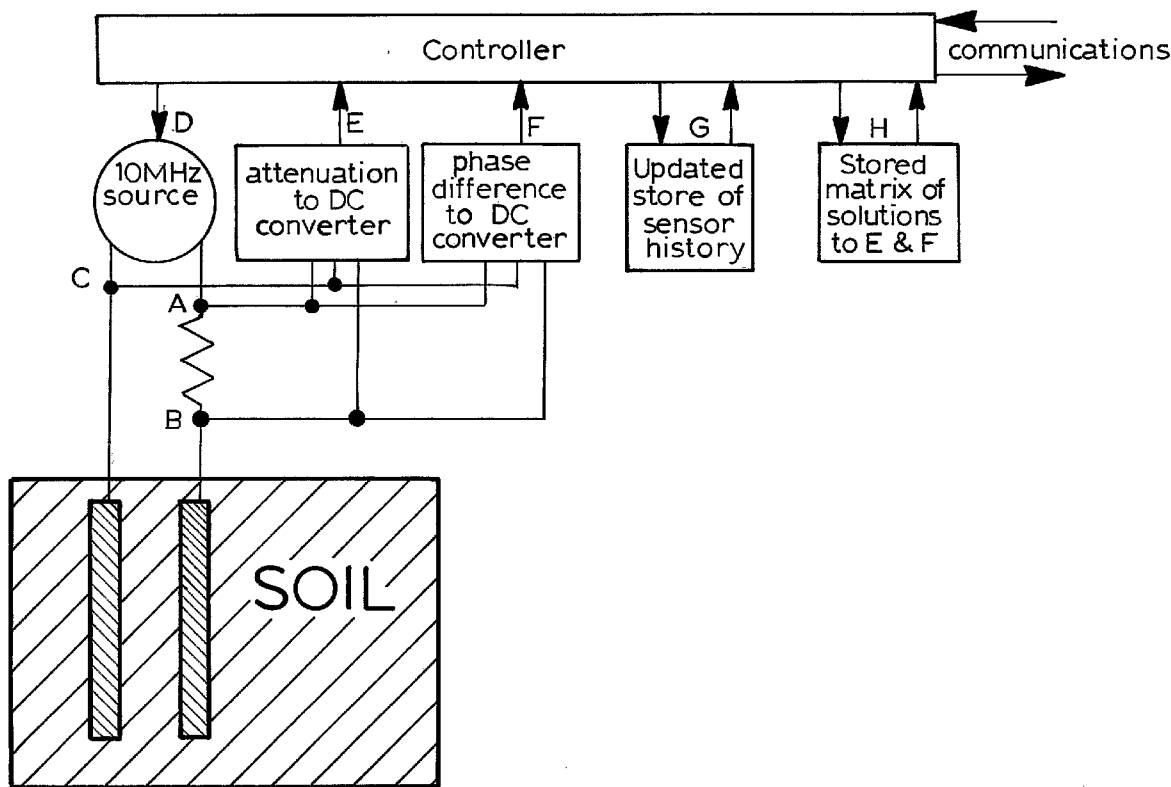 Controller
communications
D
E
F
G
H
10MHz
source
attenuation
to DC
converter
phase
difference
to DC
converter
Updated
store of
sensor
history
Stored
matrix of
solutions
to E & F
C
A
B
SOIL